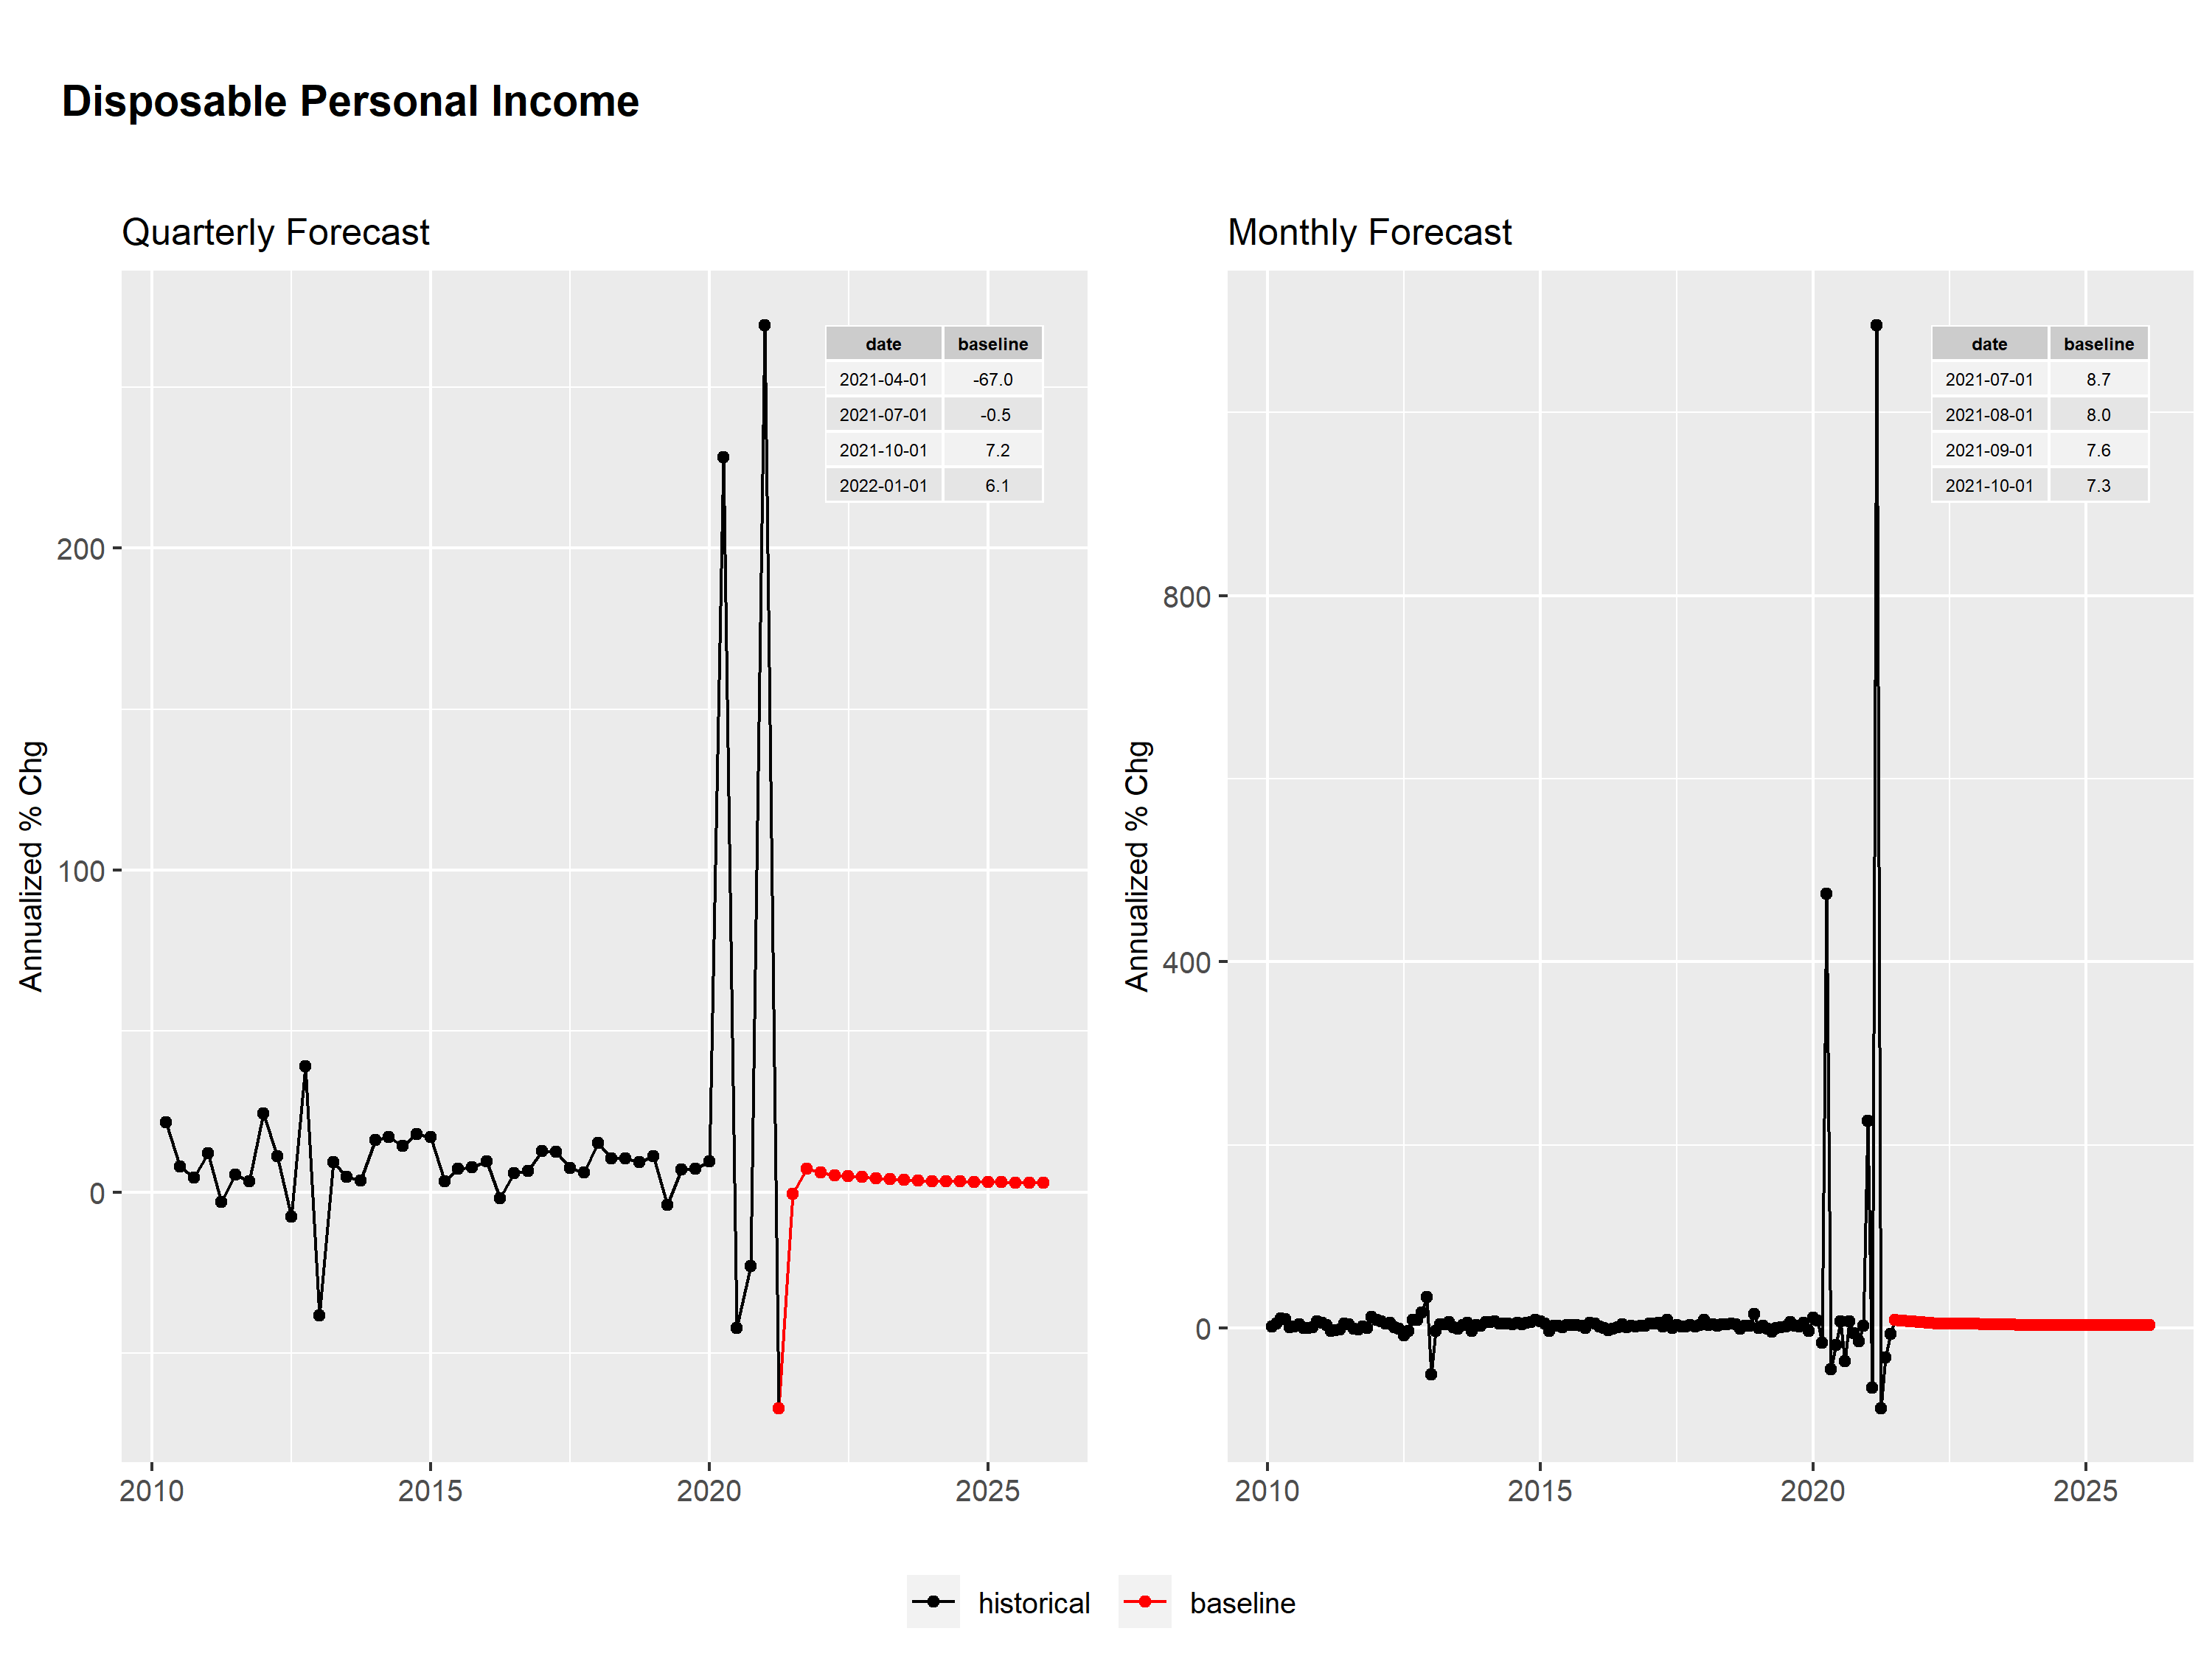 Disposable Personal Income
Quarterly Forecast
Annualized % Chg
200
100
0
2010 2015 2020 2025
date baseline
2021-04-01 -67.0
2021-07-01 -0.5
2021-10-01 7.2
2022-01-01 6.1
Monthly Forecast
Annualized % Chg
800
400
0
2010 2015 2020 2025
date baseline
2021-07-01 8.7
2021-08-01 8.0
2021-09-01 7.6
2021-10-01 7.3
historical baseline